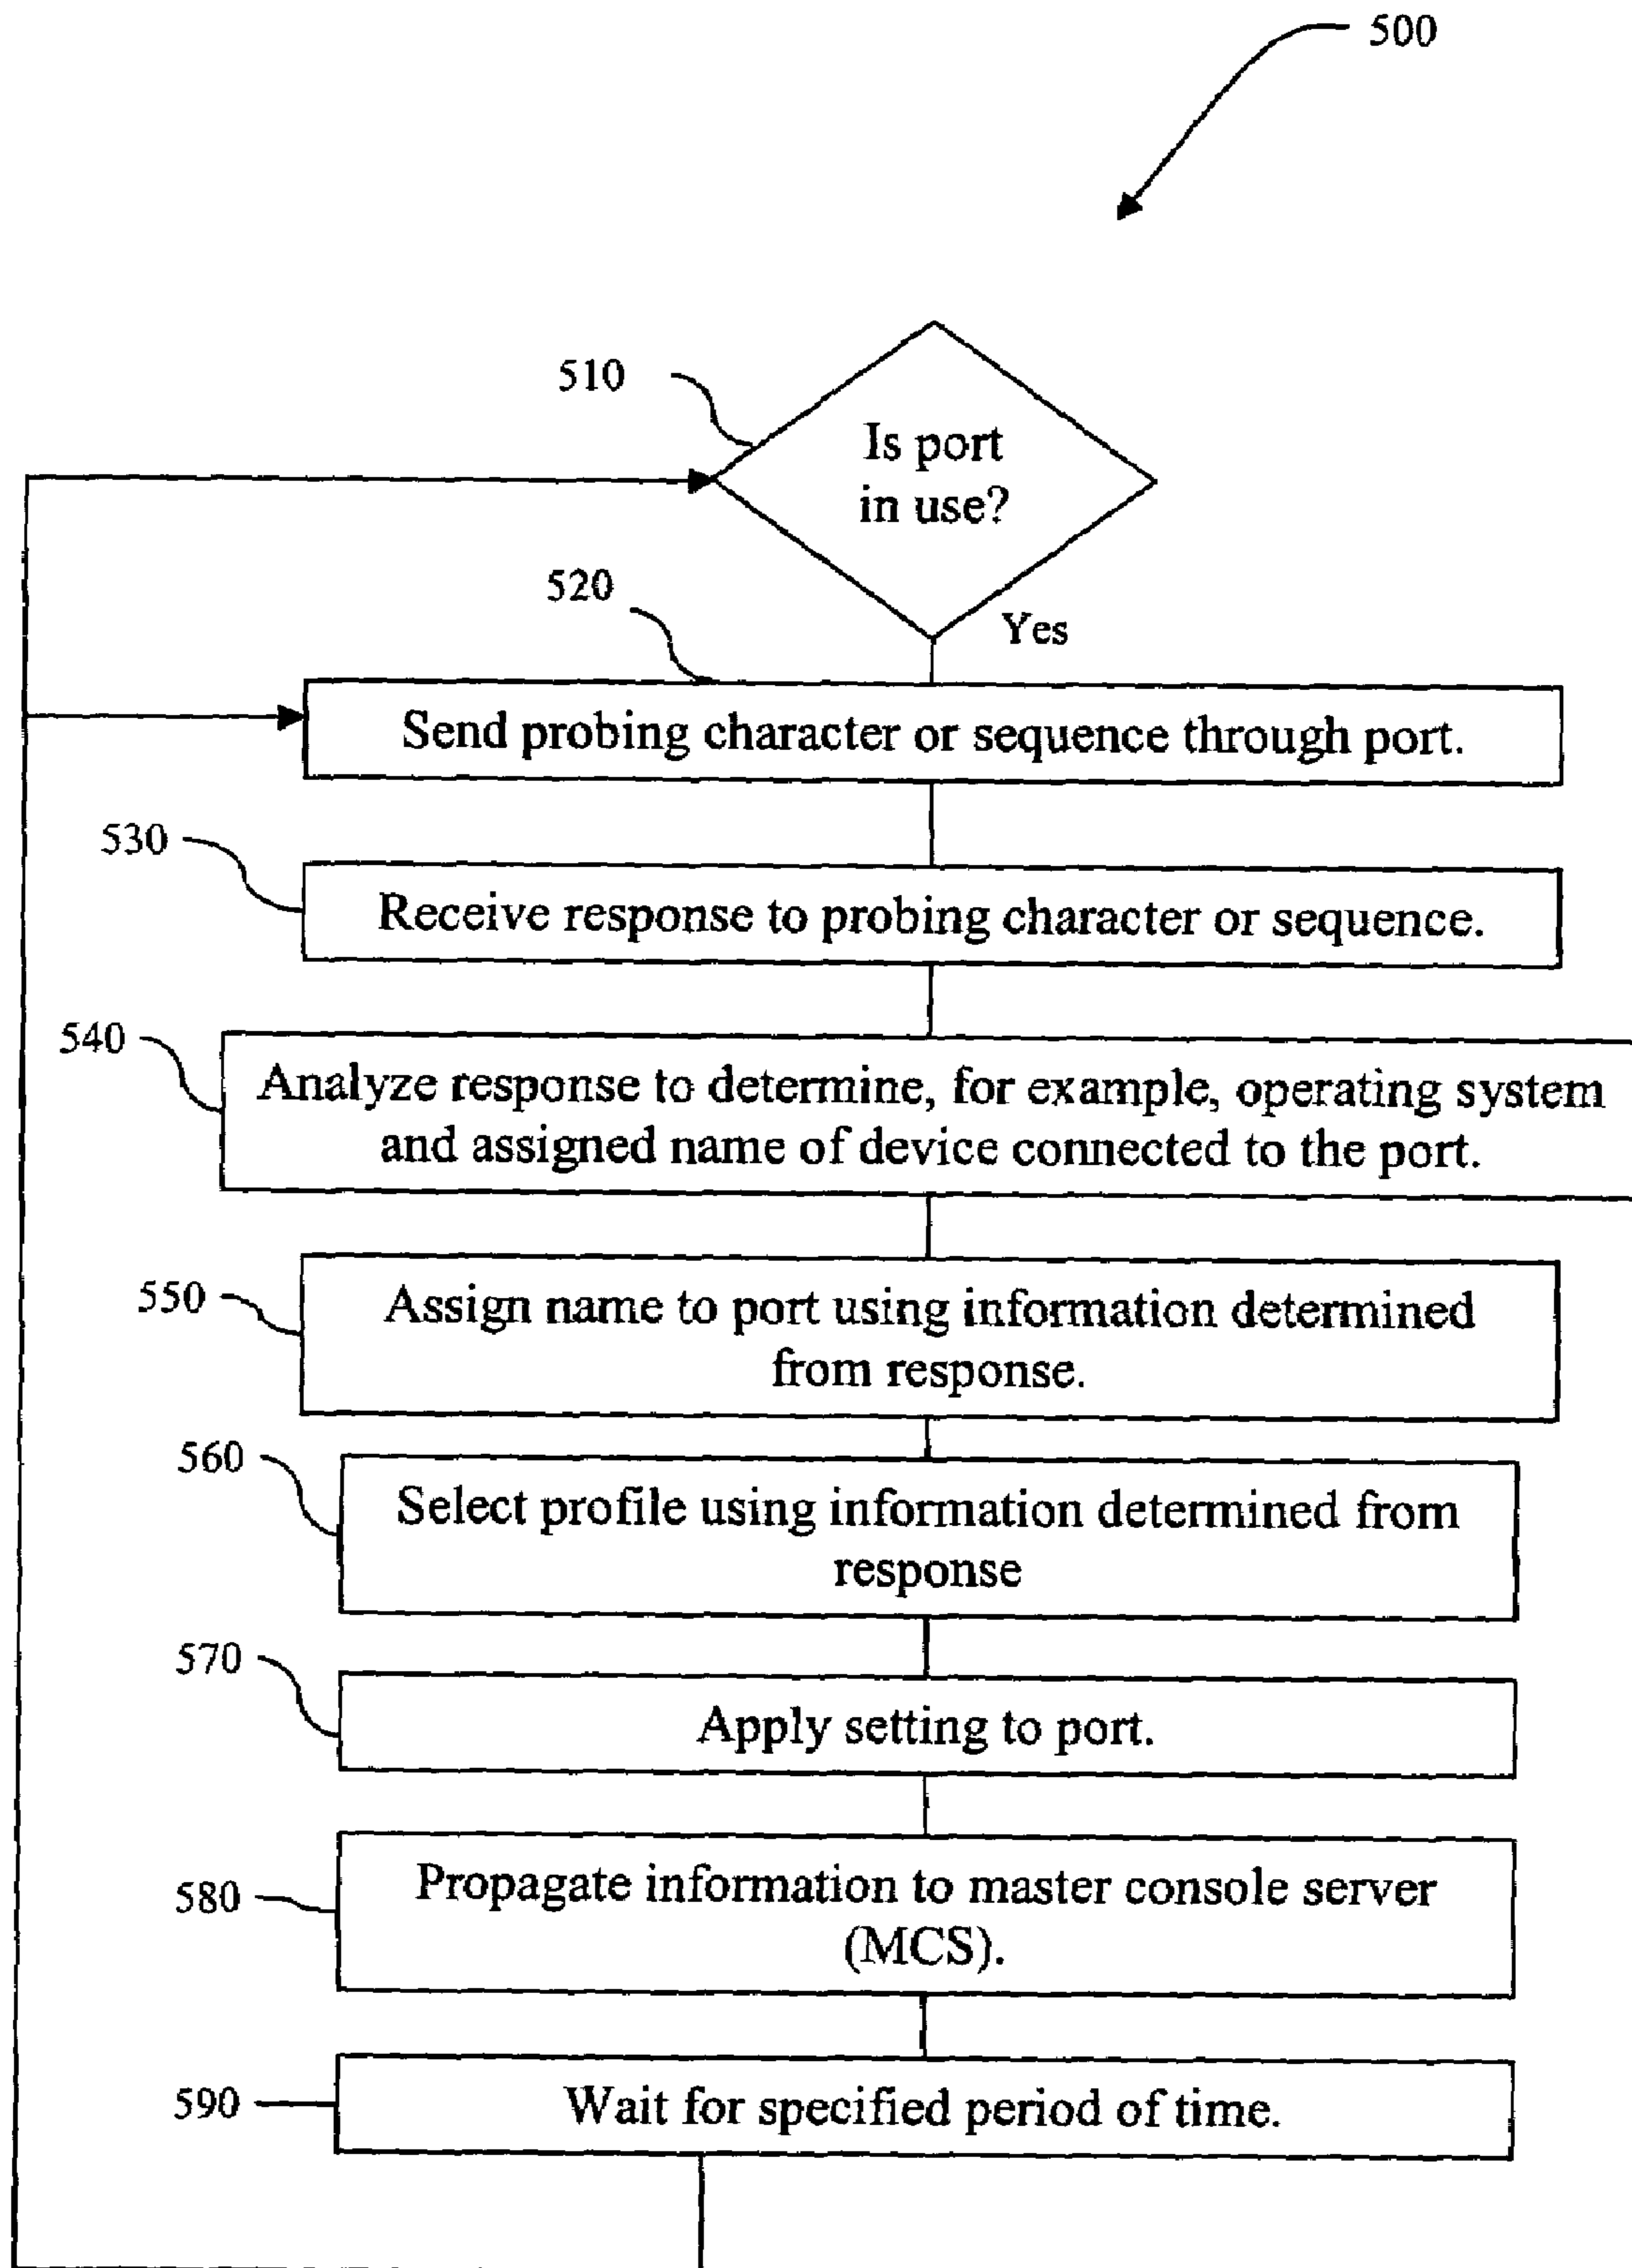 500
510
Is port
in use?
520
Yes
Send probing character or sequence through port.
530
Receive response to probing character or sequence.
540
Analyze response to determine, for example, operating system
and assigned name of device connected to the port.
550
Assign name to port using information determined
from response.
560
Select profile using information determined from
response
570
Apply setting to port.
580
Propagate information to master console server
(MCS).
590
Wait for specified period of time.